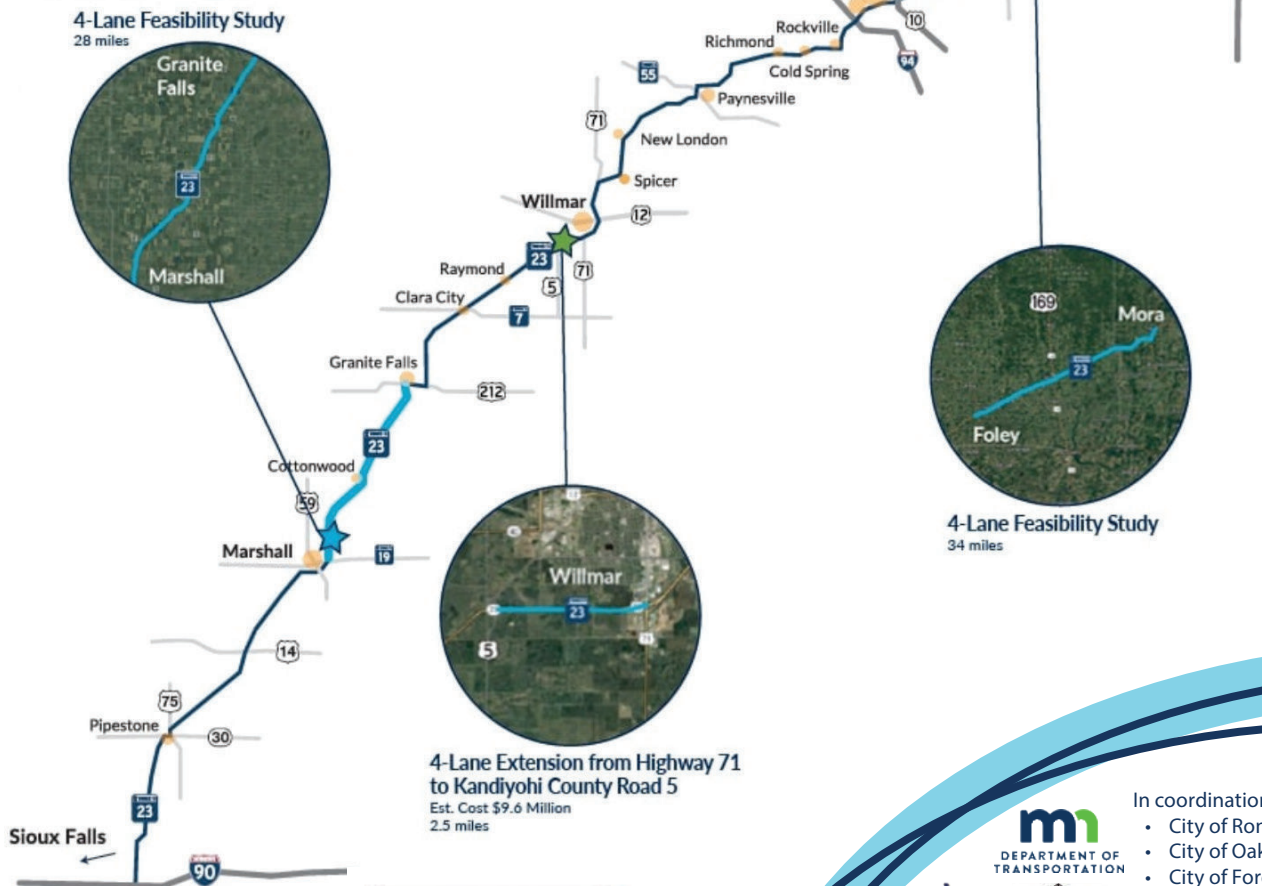 4-Lane Feasibility Study
28 miles
Granite
Falls
23
Marshall
Rockville
10
Richmond
Cold Spring
94
55
Paynesville
71
New London
Spicer
Willmar
12
23
71
Raymond
5
Clara City
7
Granite Falls
212
23
Cottonwood
59
Marshall
19
14
75
Pipestone
30
23
Sioux Falls
90
169
Mora
23
Foley
4-Lane Feasibility Study
34 miles
Willmar
23
5
4-Lane Extension from Highway 71
to Kandiyohi County Road 5
Est. Cost $9.6 Million
2.5 miles
mn
DEPARTMENT OF
TRANSPORTATION
In coordination
• City of Ror
• City of Oak
• City of Fore